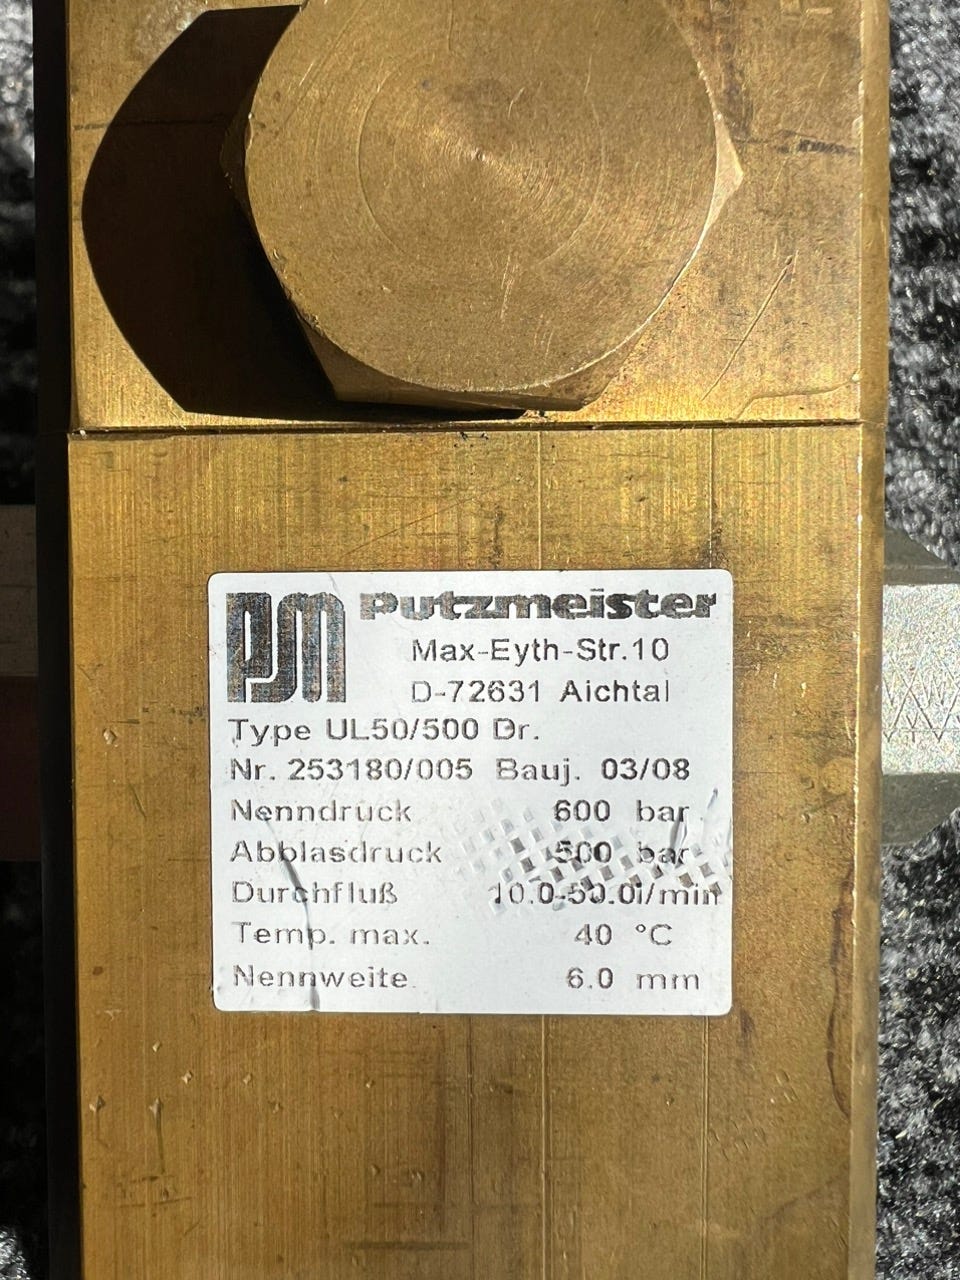 PM Putzmeister
Max-Eyth-Str.10
D-72631 Aichtal
Type UL50/500 Dr.
Nr. 253180/005 Bauj. 03/08
Nenndruck 600 bar
Abblasdruck 500 bar
Durchfluß 10.0-50.0l/min
Temp. max. 40 °C
Nennweite 6.0 mm